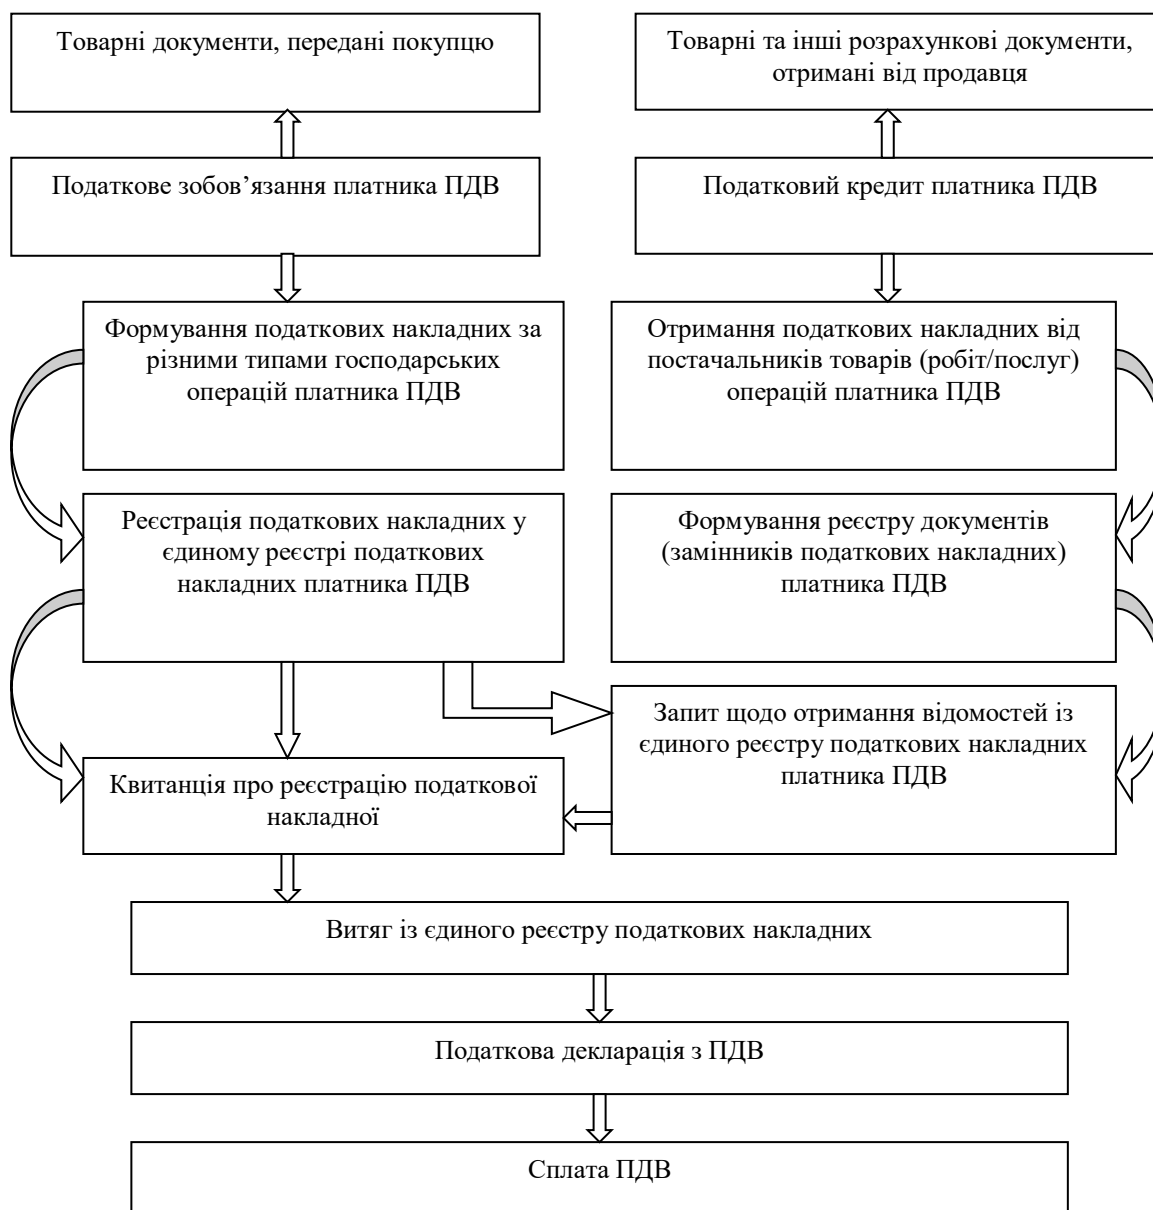 Товарні документи, передані покупцю
Товарні та інші розрахункові документи,
отримані від продавця
Податкове зобов’язання платника ПДВ
Податковий кредит платника ПДВ
Формування податкових накладних за
різними типами господарських
операцій платника ПДВ
Отримання податкових накладних від
постачальників товарів (робіт/послуг)
операцій платника ПДВ
Реєстрація податкових накладних у
єдиному реєстрі податкових
накладних платника ПДВ
Формування реєстру документів
(замінників податкових накладних)
платника ПДВ
Запит щодо отримання відомостей із
єдиного реєстру податкових накладних
платника ПДВ
Квитанція про реєстрацію податкової
накладної
Витяг із єдиного реєстру податкових накладних
Податкова декларація з ПДВ
Сплата ПДВ